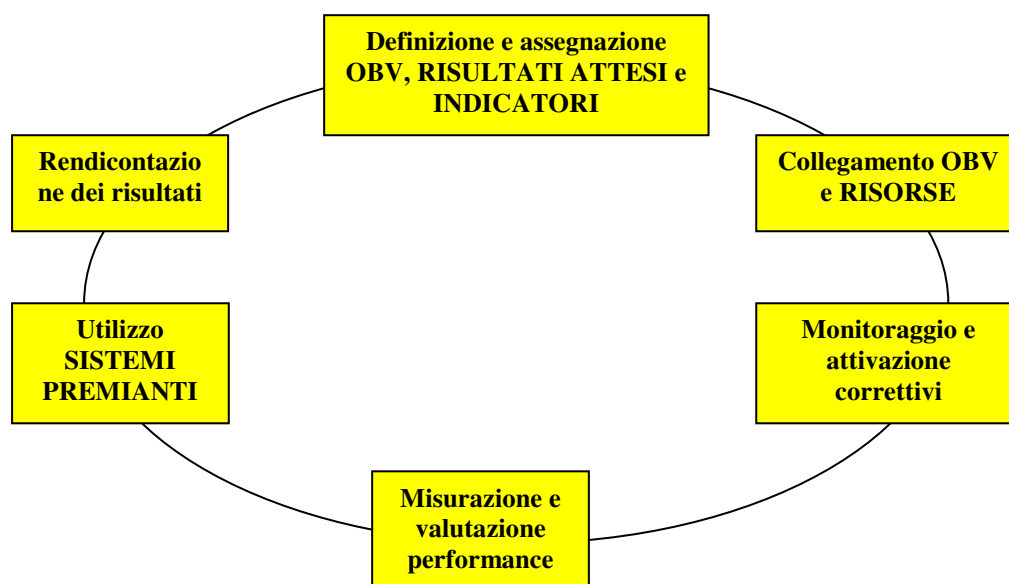 Definizione e assegnazione
OBV, RISULTATI ATTESI e
INDICATORI
Rendicontazio
ne dei risultati
Collegamento OBV
e RISORSE
Utilizzo
SISTEMI
PREMIANTI
Monitoraggio e
attivazione
correttivi
Misurazione e
valutazione
performance